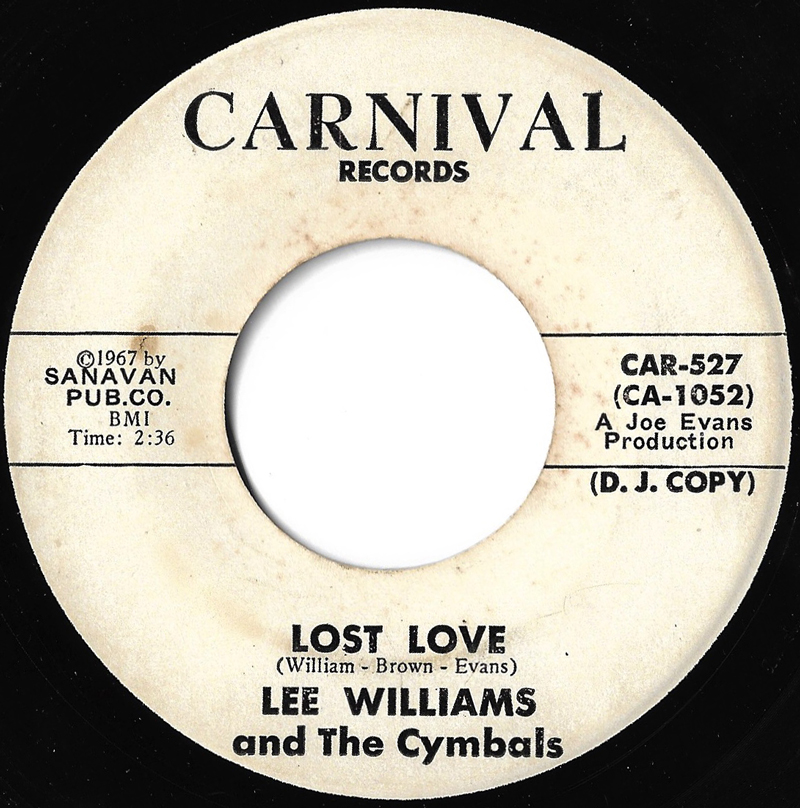 CARNIVAL
RECORDS
©1967 by
SANAVAN
PUB.CO.
BMI
Time: 2:36
CAR-527
(CA-1052)
A Joe Evans
Production
(D. J. COPY)
LOST LOVE
(William - Brown - Evans)
LEE WILLIAMS
and The Cymbals